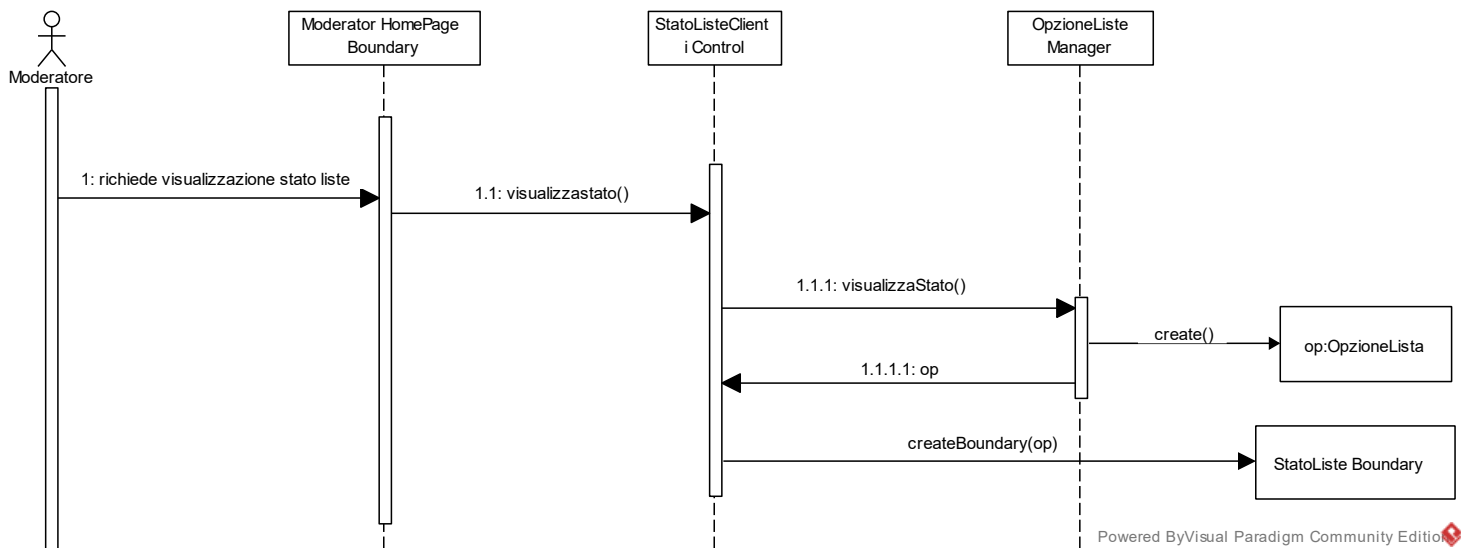 Moderatore
Moderator HomePage
Boundary
StatoListeClient
i Control
OpzioneListe
Manager
1: richiede visualizzazione stato liste
1.1: visualizzastato()
1.1.1: visualizzaStato()
create()
op:OpzioneLista
1.1.1.1: op
createBoundary(op)
StatoListe Boundary
Powered ByVisual Paradigm Community Edition